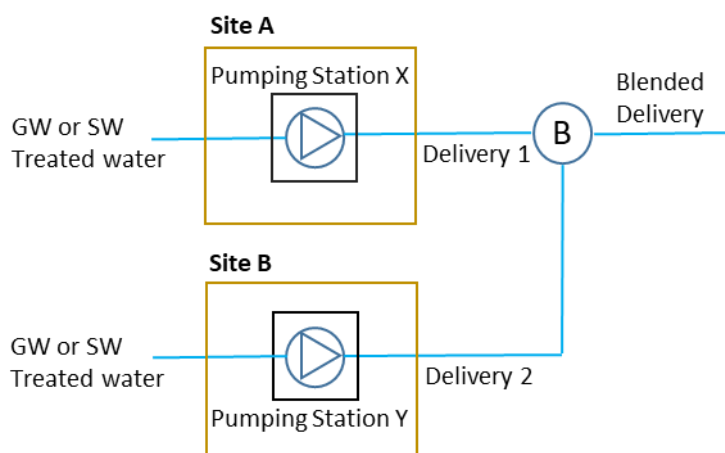 Site A
Pumping Station X
GW or SW
Treated water
Delivery 1
B
Blended
Delivery
Site B
GW or SW
Treated water
Delivery 2
Pumping Station Y